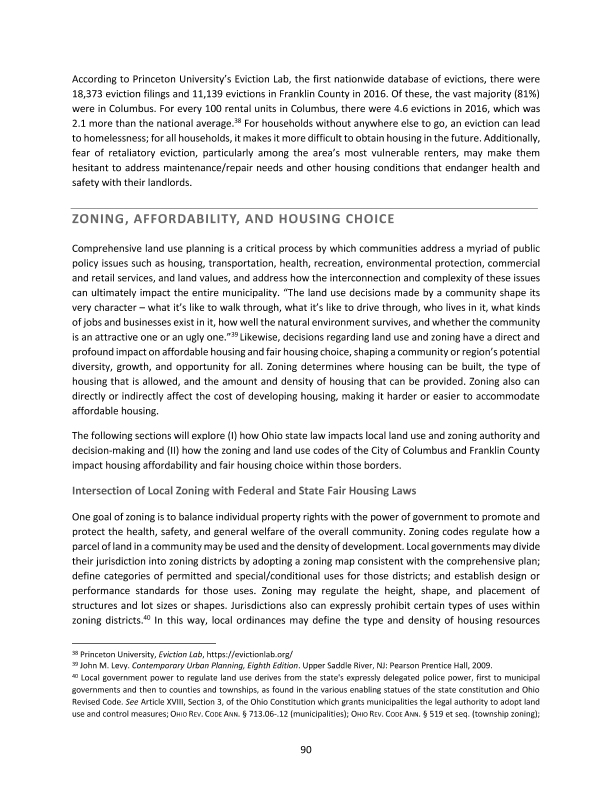 According to Princeton University's Eviction Lab, the first nationwide database of evictions, there were
18,373 eviction filings and 11,139 evictions in Franklin County in 2016. Of these, the vast majority (81%)
were in Columbus. For every 100 rental units in Columbus, there were 4.6 evictions in 2016, which was
2.1 more than the national average.³⁸ For households without anywhere else to go, an eviction can lead
to homelessness; for all households, it makes it more difficult to obtain housing in the future. Additionally,
fear of retaliatory eviction, particularly among the area's most vulnerable renters, may make them
hesitant to address maintenance/repair needs and other housing conditions that endanger health and
safety with their landlords.
ZONING, AFFORDABILITY, AND HOUSING CHOICE
Comprehensive land use planning is a critical process by which communities address a myriad of public
policy issues such as housing, transportation, health, recreation, environmental protection, commercial
and retail services, and land values, and address how the interconnection and complexity of these issues
can ultimately impact the entire municipality. "The land use decisions made by a community shape its
very character – what it's like to walk through, what it's like to drive through, who lives in it, what kinds
of jobs and businesses exist in it, how well the natural environment survives, and whether the community
is an attractive one or an ugly one."³⁹ Likewise, decisions regarding land use and zoning have a direct and
profound impact on affordable housing and fair housing choice, shaping a community or region's potential
diversity, growth, and opportunity for all. Zoning determines where housing can be built, the type of
housing that is allowed, and the amount and density of housing that can be provided. Zoning also can
directly or indirectly affect the cost of developing housing, making it harder or easier to accommodate
affordable housing.
The following sections will explore (I) how Ohio state law impacts local land use and zoning authority and
decision-making and (II) how the zoning and land use codes of the City of Columbus and Franklin County
impact housing affordability and fair housing choice within those borders.
Intersection of Local Zoning with Federal and State Fair Housing Laws
One goal of zoning is to balance individual property rights with the power of government to promote and
protect the health, safety, and general welfare of the overall community. Zoning codes regulate how a
parcel of land in a community may be used and the density of development. Local governments may divide
their jurisdiction into zoning districts by adopting a zoning map consistent with the comprehensive plan;
define categories of permitted and special/conditional uses for those districts; and establish design or
performance standards for those uses. Zoning may regulate the height, shape, and placement of
structures and lot sizes or shapes. Jurisdictions also can expressly prohibit certain types of uses within
zoning districts.⁴⁰ In this way, local ordinances may define the type and density of housing resources
³⁸ Princeton University, Eviction Lab, https://evictionlab.org/
³⁹ John M. Levy. Contemporary Urban Planning, Eighth Edition. Upper Saddle River, NJ: Pearson Prentice Hall, 2009.
⁴⁰ Local government power to regulate land use derives from the state's expressly delegated police power, first to municipal
governments and then to counties and townships, as found in the various enabling statues of the state constitution and Ohio
Revised Code. See Article XVIII, Section 3, of the Ohio Constitution which grants municipalities the legal authority to adopt land
use and control measures; OHIO REV. CODE ANN. § 713.06-.12 (municipalities); OHIO REV. CODE ANN. § 519 et seq. (township zoning);
90